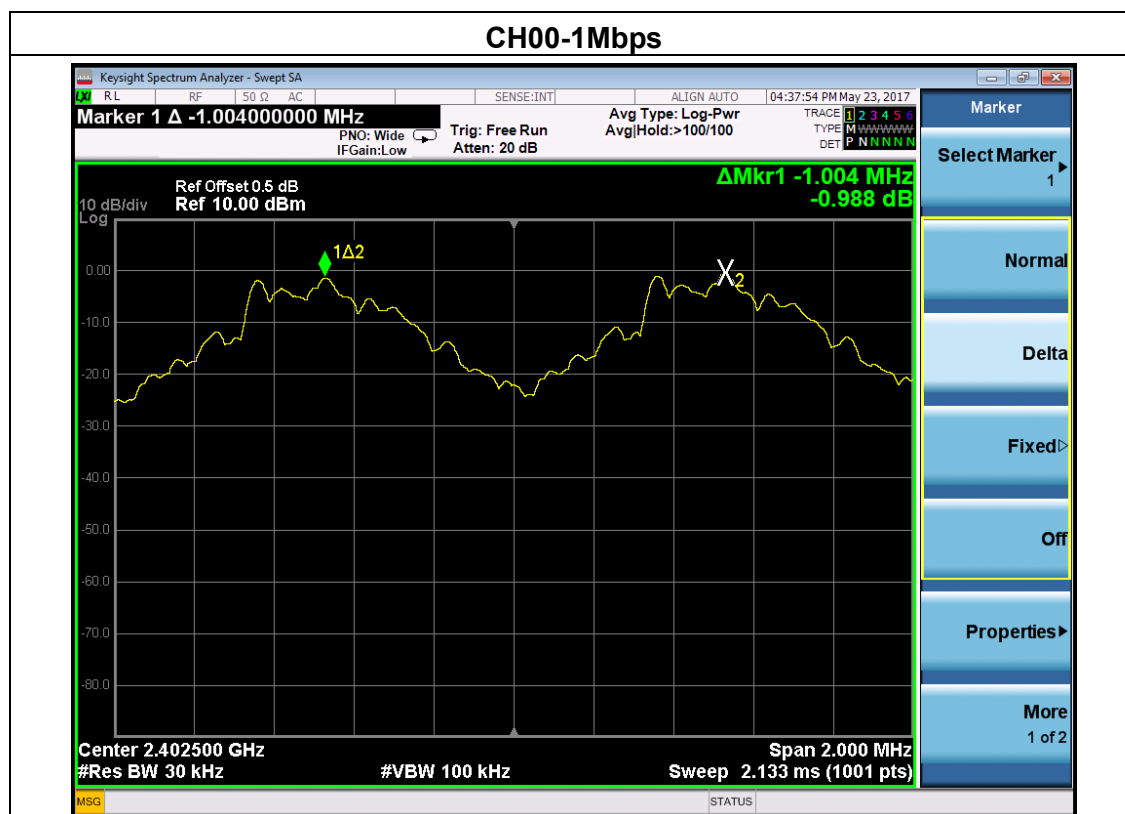 CH00-1Mbps
Keysight Spectrum Analyzer - Swept SA
LXI RL RF 50 Ω AC SENSE:INT ALIGN AUTO 04:37:54 PM May 23, 2017
Marker 1 Δ -1.004000000 MHz
PNO: Wide
IFGain:Low
Trig: Free Run
Atten: 20 dB
Avg Type: Log-Pwr
Avg|Hold:>100/100
TRACE 1 2 3 4 5 6
TYPE M W W W W W
DET P N N N N N
ΔMkr1 -1.004 MHz
-0.988 dB
Ref Offset 0.5 dB
10 dB/div Ref 10.00 dBm
Log
1Δ2
2
0.00
-10.0
-20.0
-30.0
-40.0
-50.0
-60.0
-70.0
-80.0
Center 2.402500 GHz Span 2.000 MHz
#Res BW 30 kHz #VBW 100 kHz Sweep 2.133 ms (1001 pts)
MSG STATUS
Marker
Select Marker
1
Normal
Delta
Fixed
Off
Properties
More
1 of 2